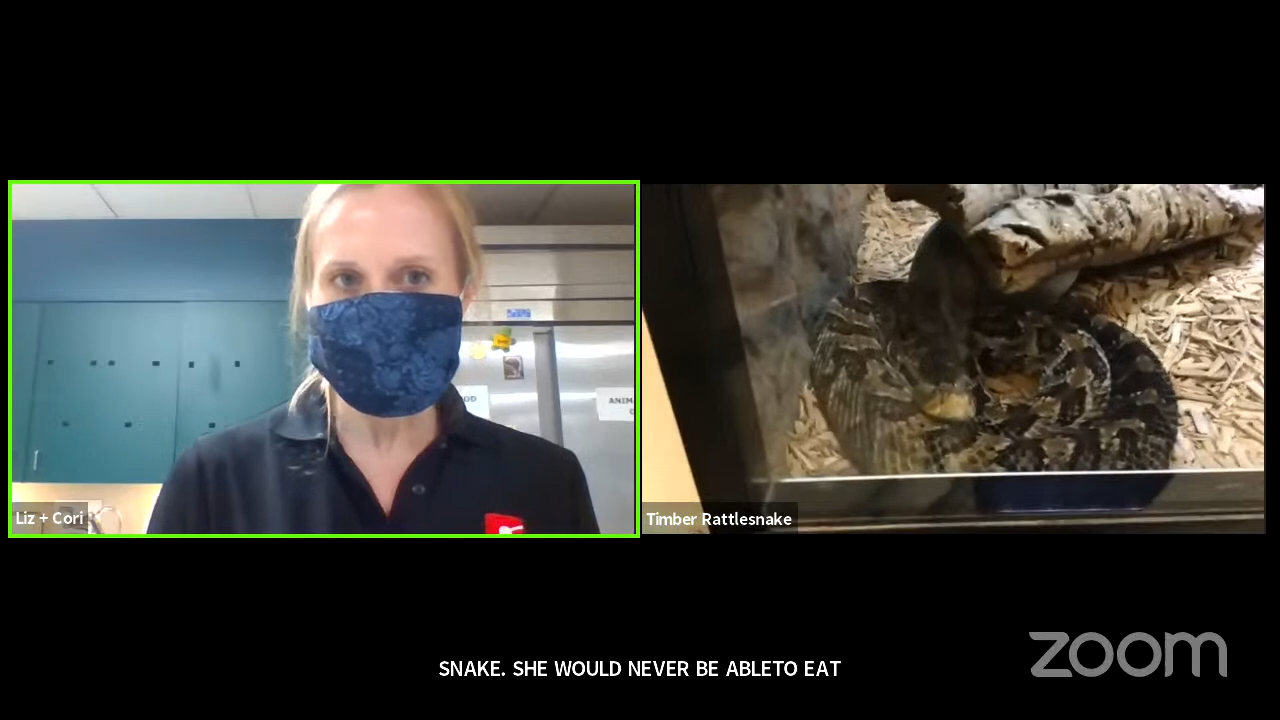 Liz + Cori
Timber Rattlesnake
SNAKE. SHE WOULD NEVER BE ABLETO EAT
zoom